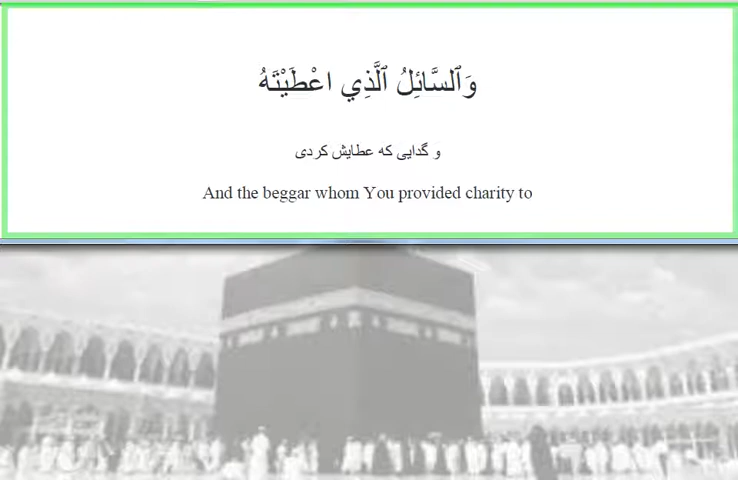 وَٱلسَّائِلُ ٱلَّذِي اعْطَيْتَهُ
و گدایی که عطایش کردی
And the beggar whom You provided charity to